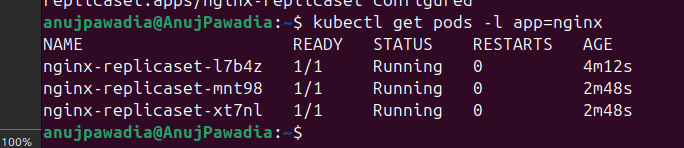 replicaset.apps/nginx-replicaset configured
anujpawadia@AnujPawadia:~$ kubectl get pods -l app=nginx
NAME READY STATUS RESTARTS AGE
nginx-replicaset-l7b4z 1/1 Running 0 4m12s
nginx-replicaset-mnt98 1/1 Running 0 2m48s
nginx-replicaset-xt7nl 1/1 Running 0 2m48s
anujpawadia@AnujPawadia:~$
100%